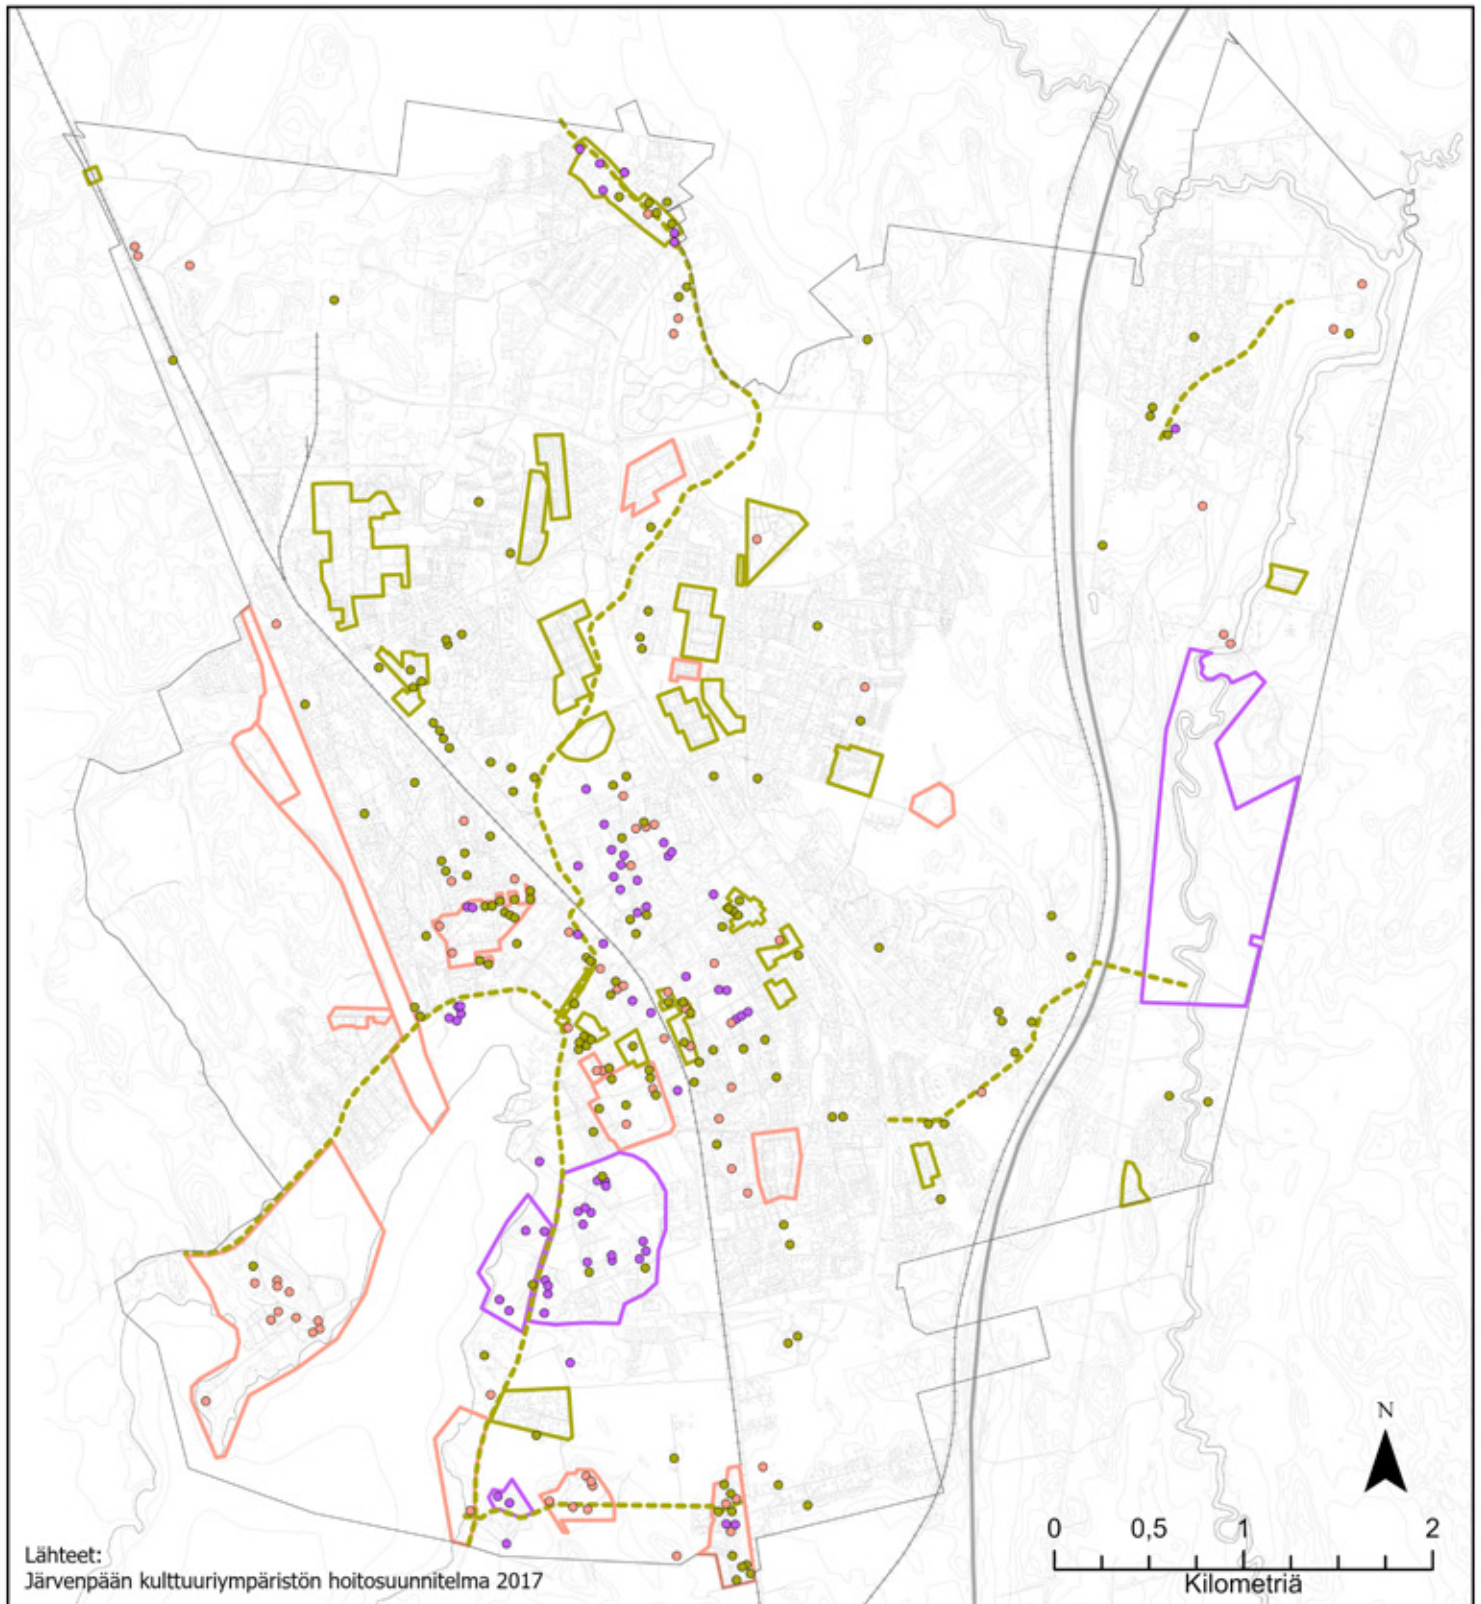 N
0 0,5 1 2
Kilometriä
Lähteet:
Järvenpään kulttuuriympäristön hoitosuunnitelma 2017